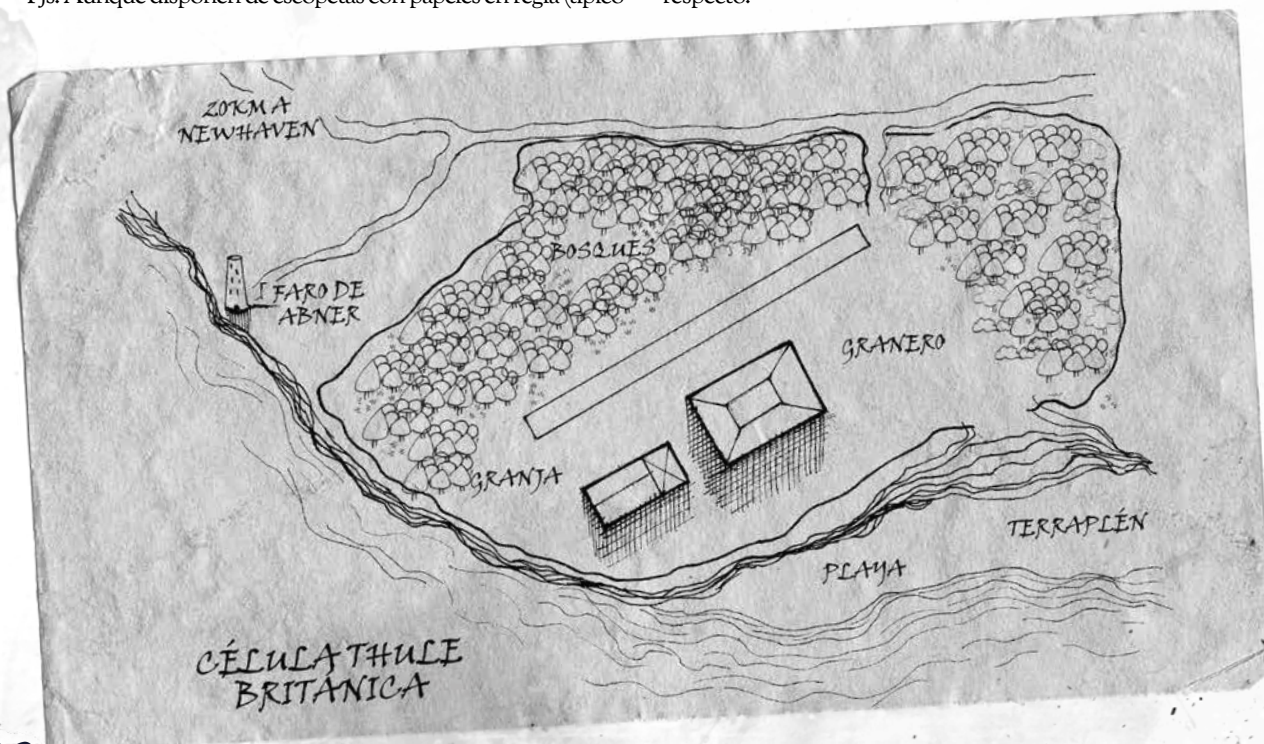 PJs. Aunque disponen de escopetas con papeles en regla (típico
respecto.
20KM A
NEWHAVEN
BOSQUES
FARO DE
ABNER
GRANERO
GRANJA
TERRAPLÉN
PLAYA
CÉLULA THULE
BRITÁNICA